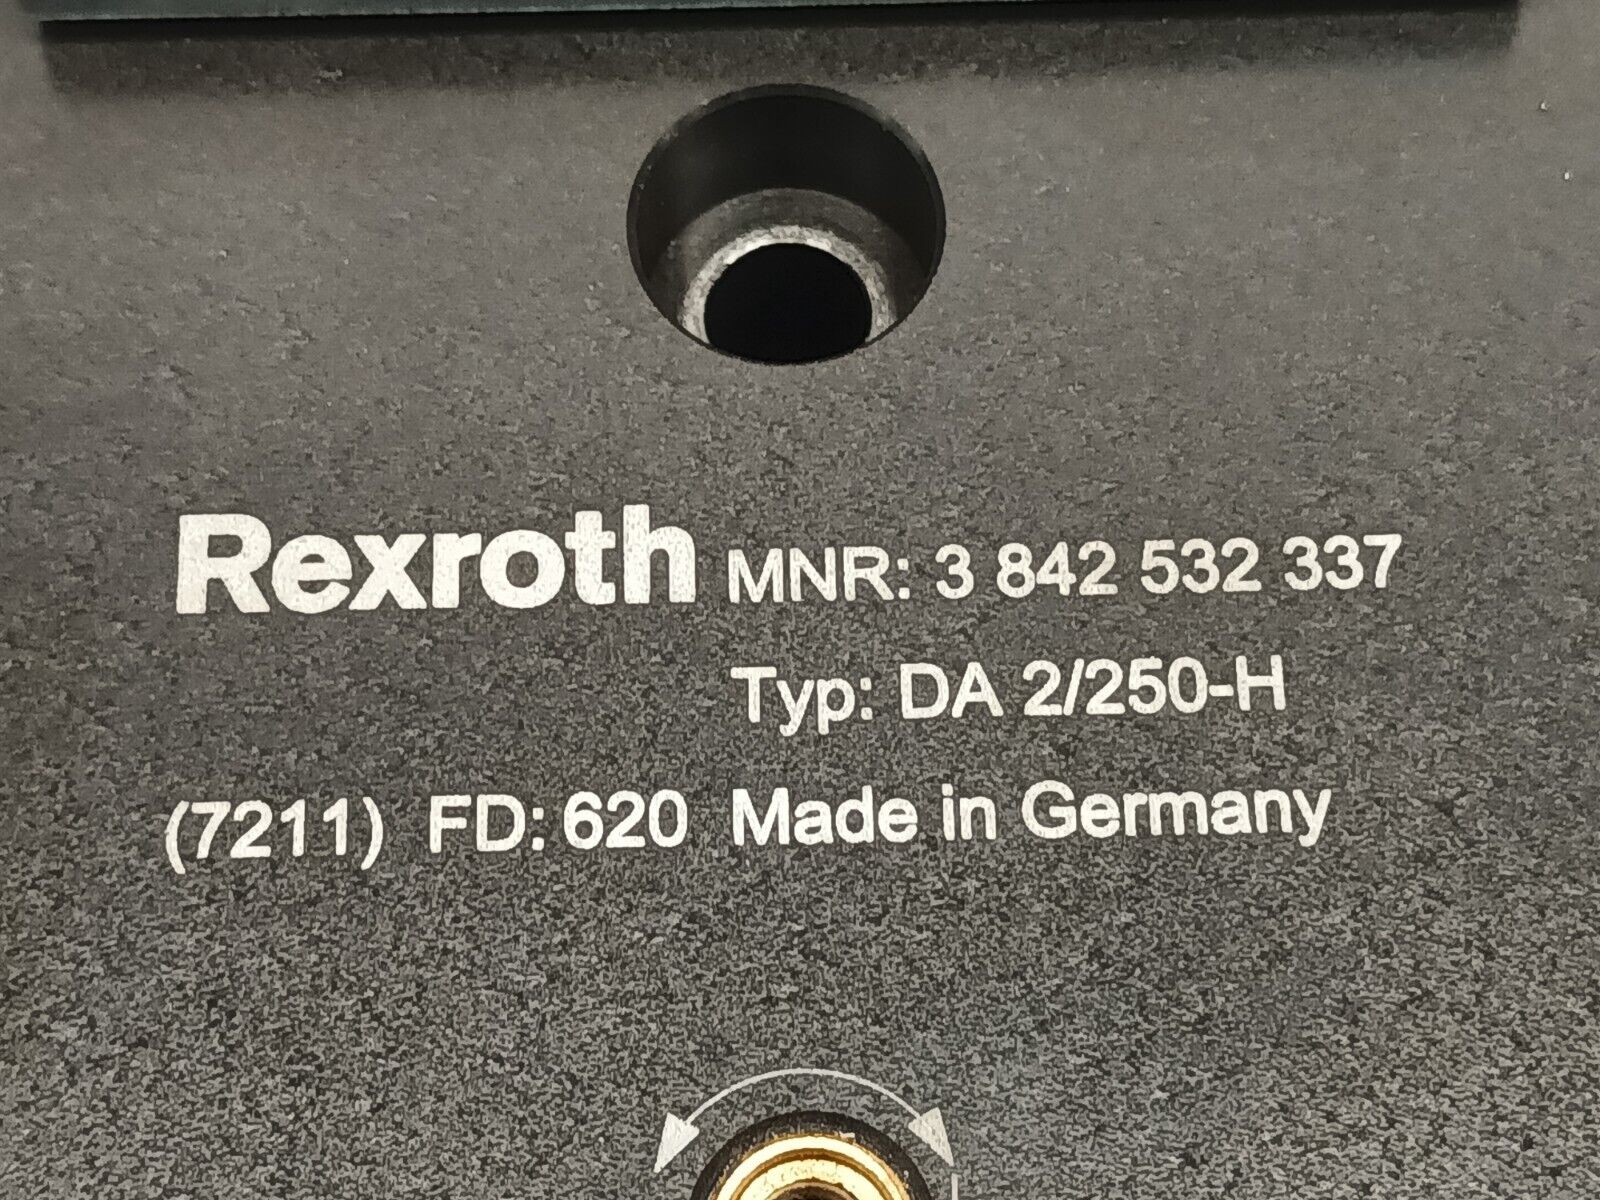 Rexroth MNR: 3 842 532 337
Typ: DA 2/250-H
(7211) FD: 620 Made in Germany